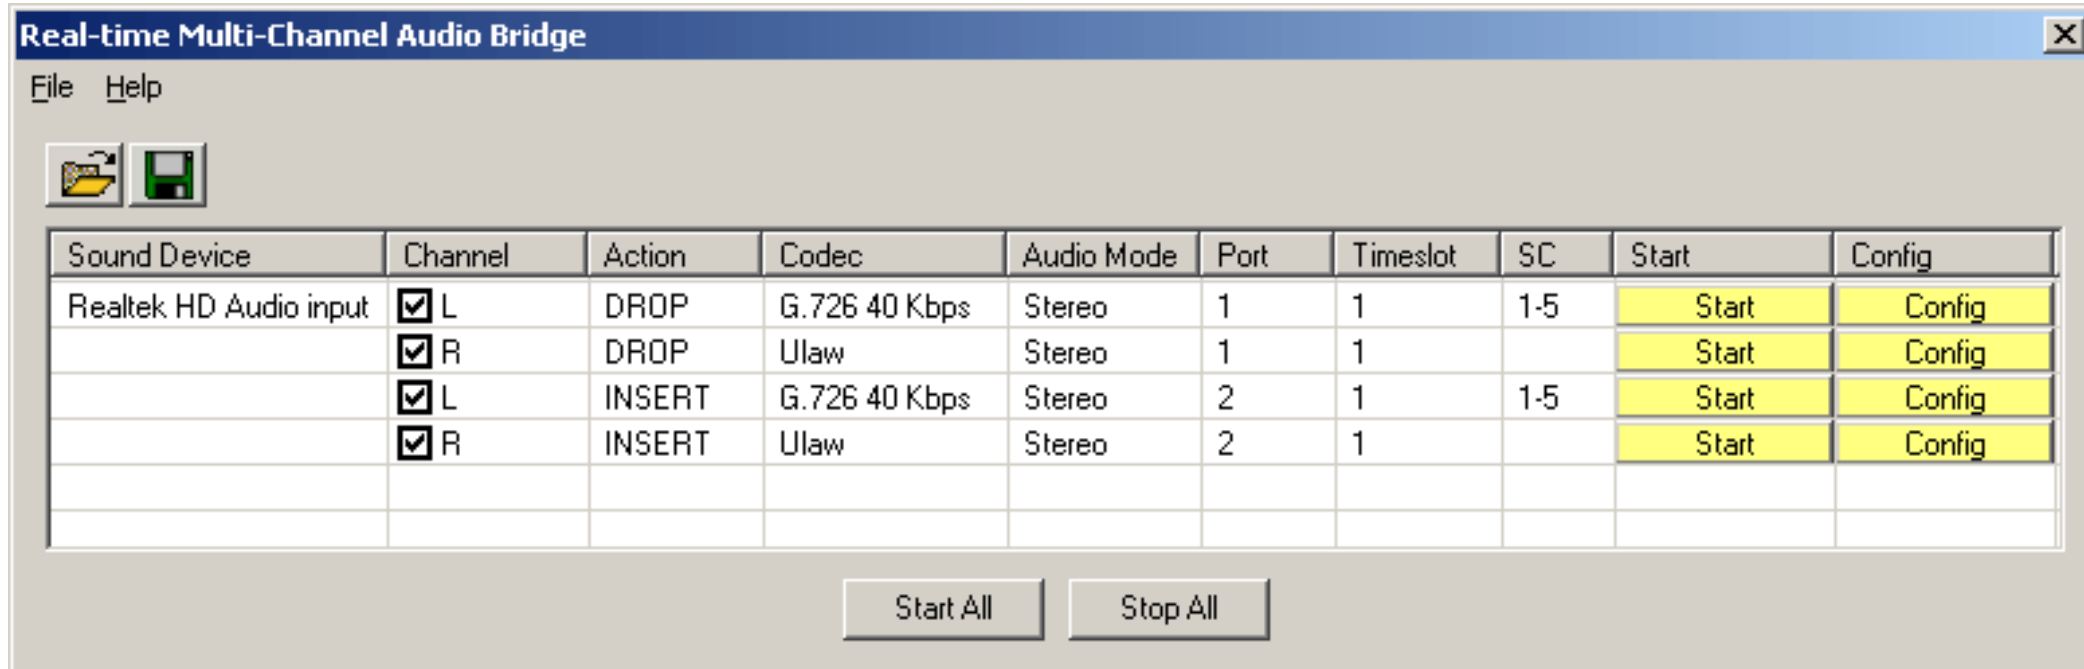 Real-time Multi-Channel Audio Bridge
File Help
Sound Device Channel Action Codec Audio Mode Port Timeslot SC Start Config
Realtek HD Audio input L DROP G.726 40 Kbps Stereo 1 1 1-5 Start Config
R DROP Ulaw Stereo 1 1 Start Config
L INSERT G.726 40 Kbps Stereo 2 1 1-5 Start Config
R INSERT Ulaw Stereo 2 1 Start Config
Start All Stop All